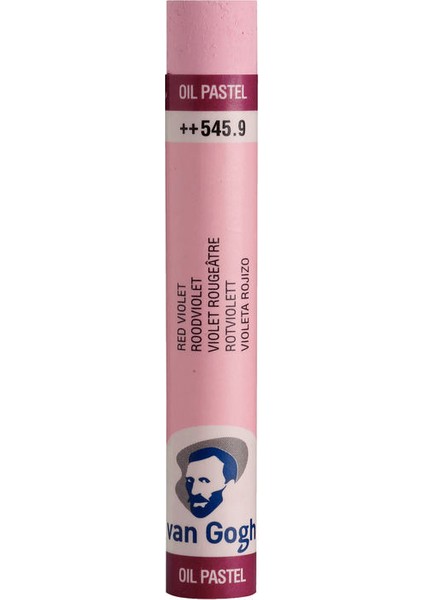 OIL PASTEL
++545.9
RED VIOLET
ROODVIOLET
VIOLET ROUGEÂTRE
ROTVIOLETT
VIOLETA ROJIZO
van Gogh
OIL PASTEL